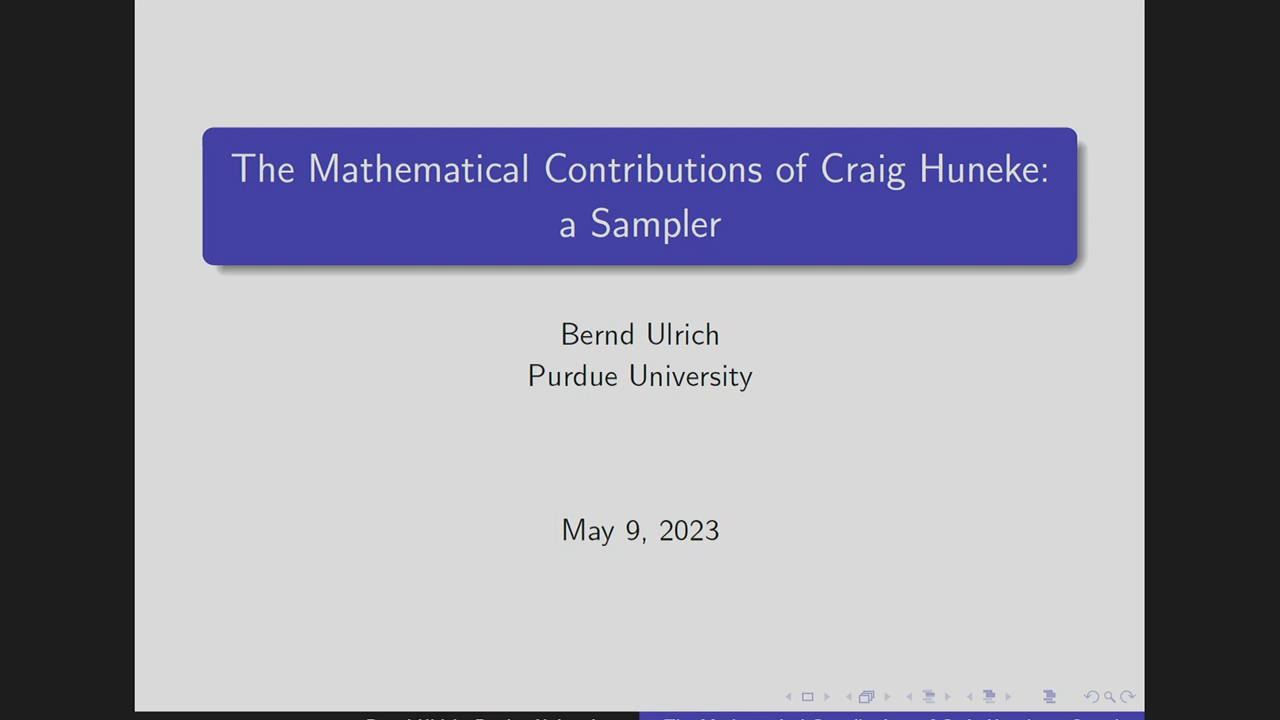 The Mathematical Contributions of Craig Huneke:
a Sampler
Bernd Ulrich
Purdue University
May 9, 2023